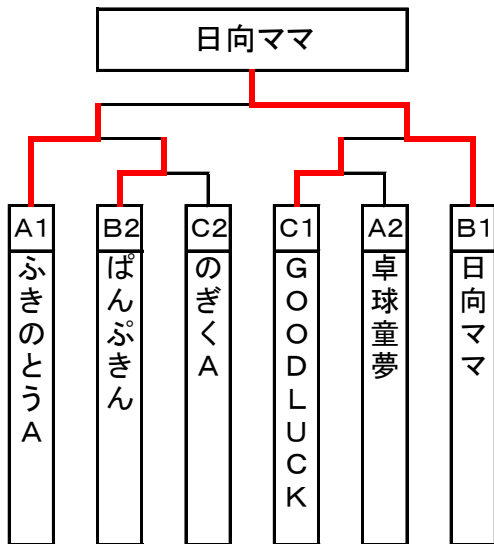 日向ママ
A1
B2
C2
C1
A2
B1
ふきのとうA
ぱんぷきん
のぎくA
GOODLUCK
卓球童夢
日向ママ